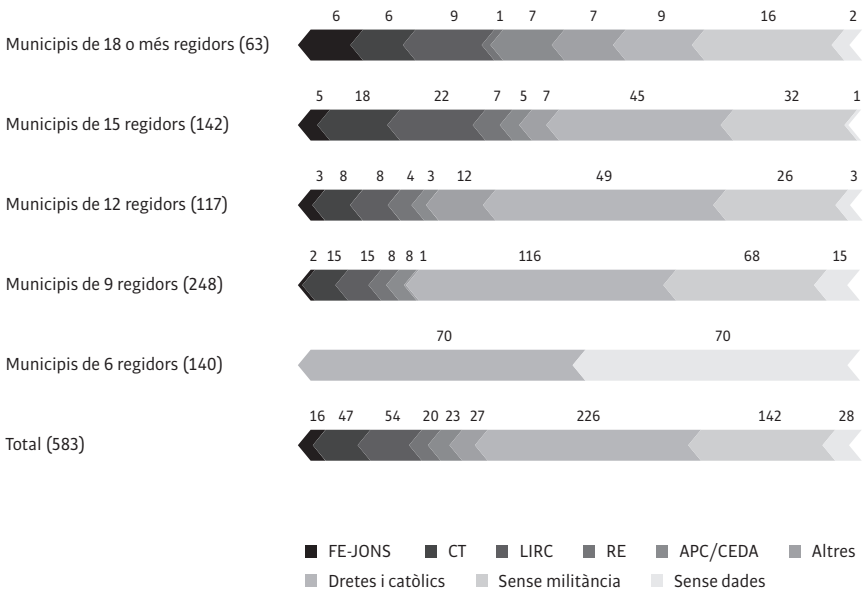 6 6 9 1 7 7 9 16 2
Municipis de 18 o més regidors (63)
5 18 22 7 5 7 45 32 1
Municipis de 15 regidors (142)
3 8 8 4 3 12 49 26 3
Municipis de 12 regidors (117)
2 15 15 8 8 1 116 68 15
Municipis de 9 regidors (248)
70 70
Municipis de 6 regidors (140)
16 47 54 20 23 27 226 142 28
Total (583)
FE-JONS CT LIRC RE APC/CEDA Altres
Dretes i catòlics Sense militància Sense dades